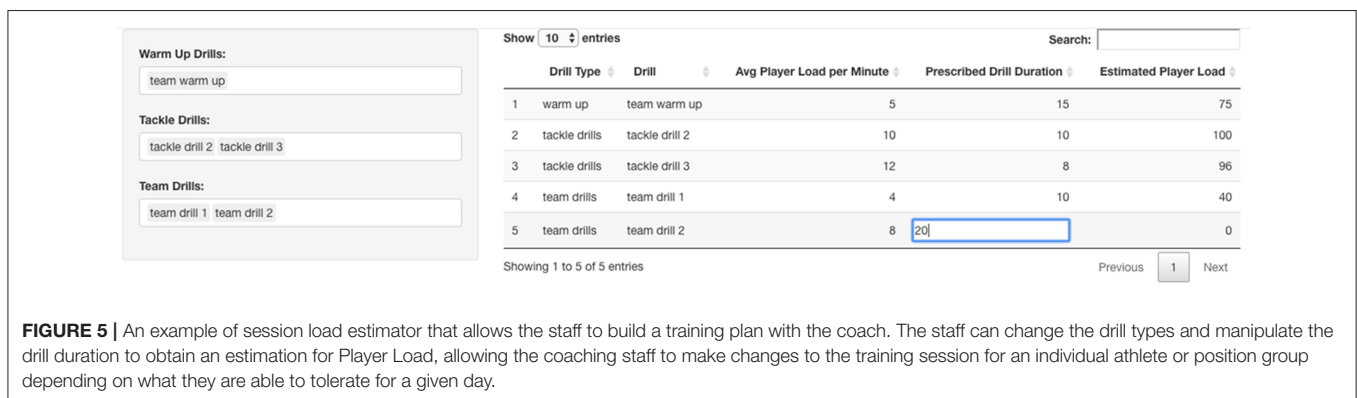 Warm Up Drills:
team warm up
Tackle Drills:
tackle drill 2 tackle drill 3
Team Drills:
team drill 1 team drill 2
Show 10 entries
Search:
Drill Type Drill Avg Player Load per Minute Prescribed Drill Duration Estimated Player Load
1 warm up team warm up 5 15 75
2 tackle drills tackle drill 2 10 10 100
3 tackle drills tackle drill 3 12 8 96
4 team drills team drill 1 4 10 40
5 team drills team drill 2 8 20 0
Showing 1 to 5 of 5 entries
Previous 1 Next
FIGURE 5 | An example of session load estimator that allows the staff to build a training plan with the coach. The staff can change the drill types and manipulate the
drill duration to obtain an estimation for Player Load, allowing the coaching staff to make changes to the training session for an individual athlete or position group
depending on what they are able to tolerate for a given day.